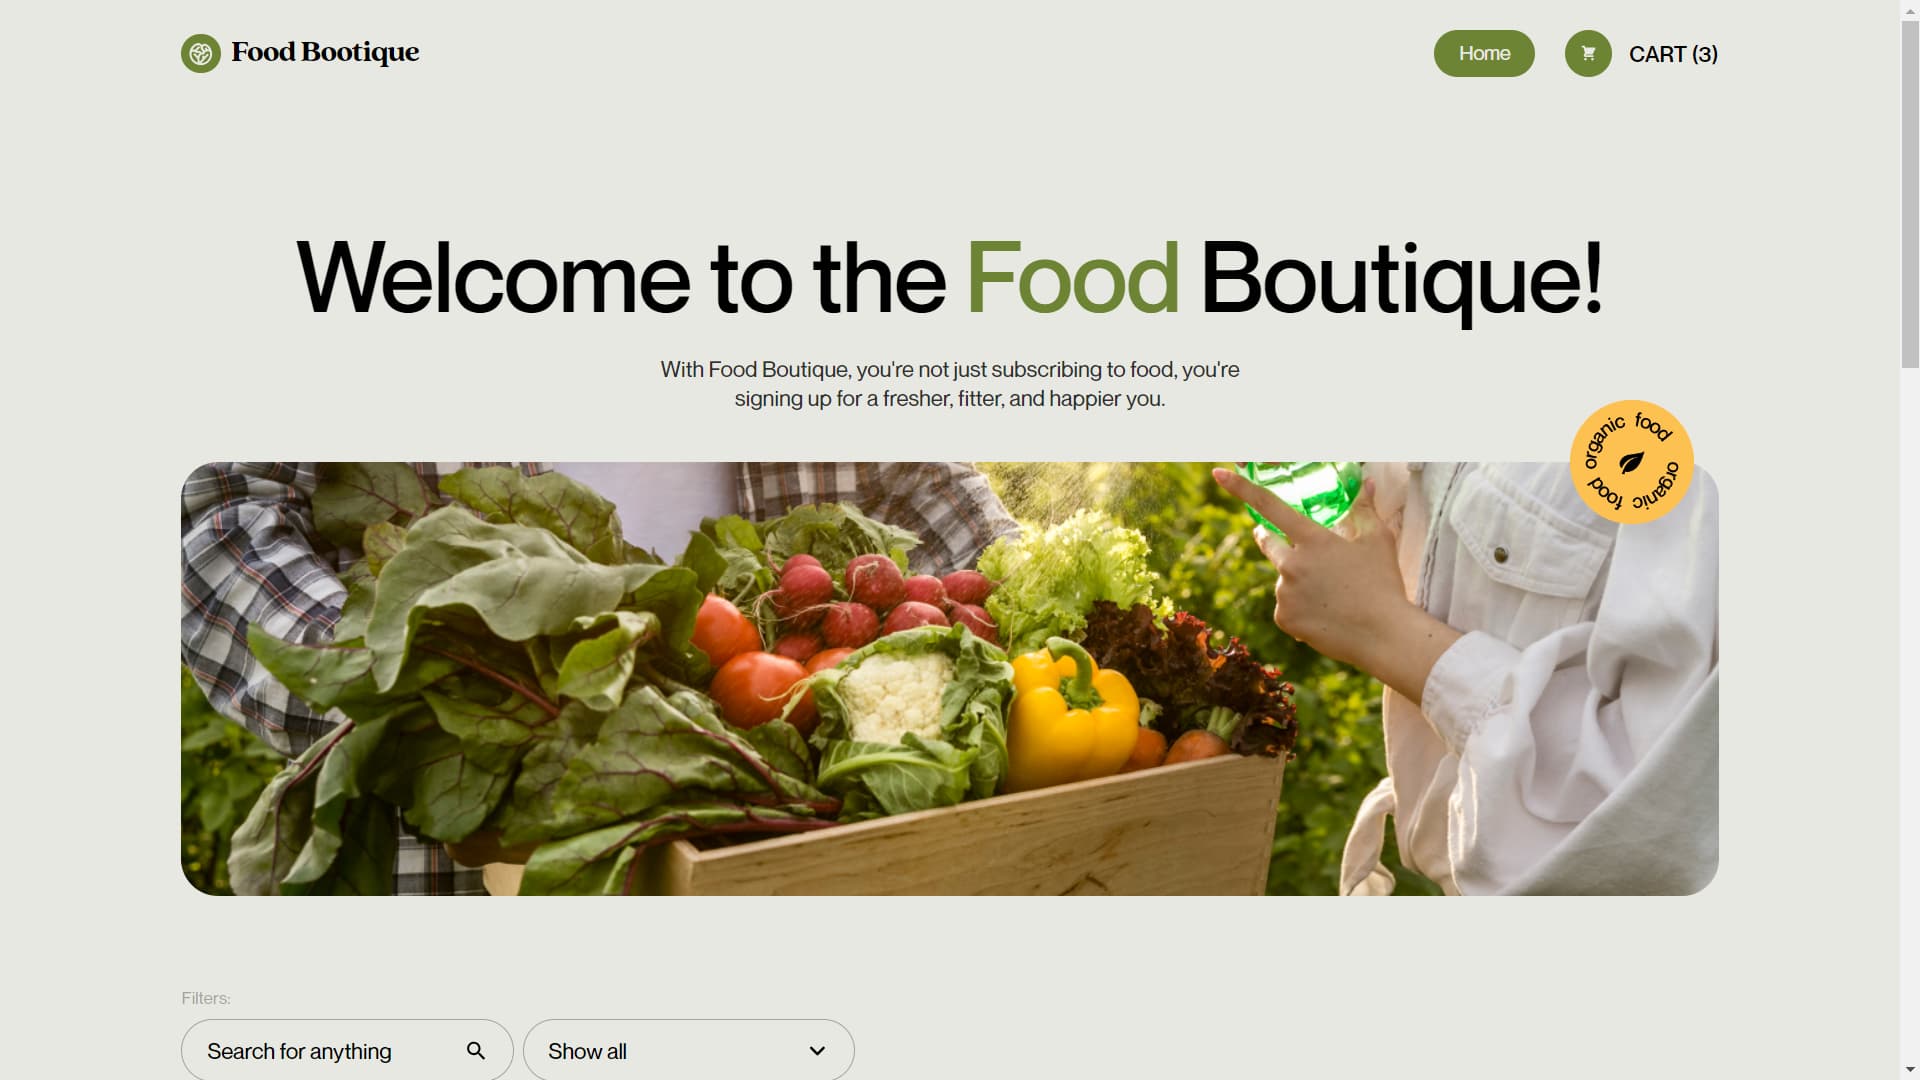 Food Bootique
Home
CART (3)
Welcome to the Food Boutique!
With Food Boutique, you're not just subscribing to food, you're
signing up for a fresher, fitter, and happier you.
organic food organic food
Filters:
Search for anything
Show all